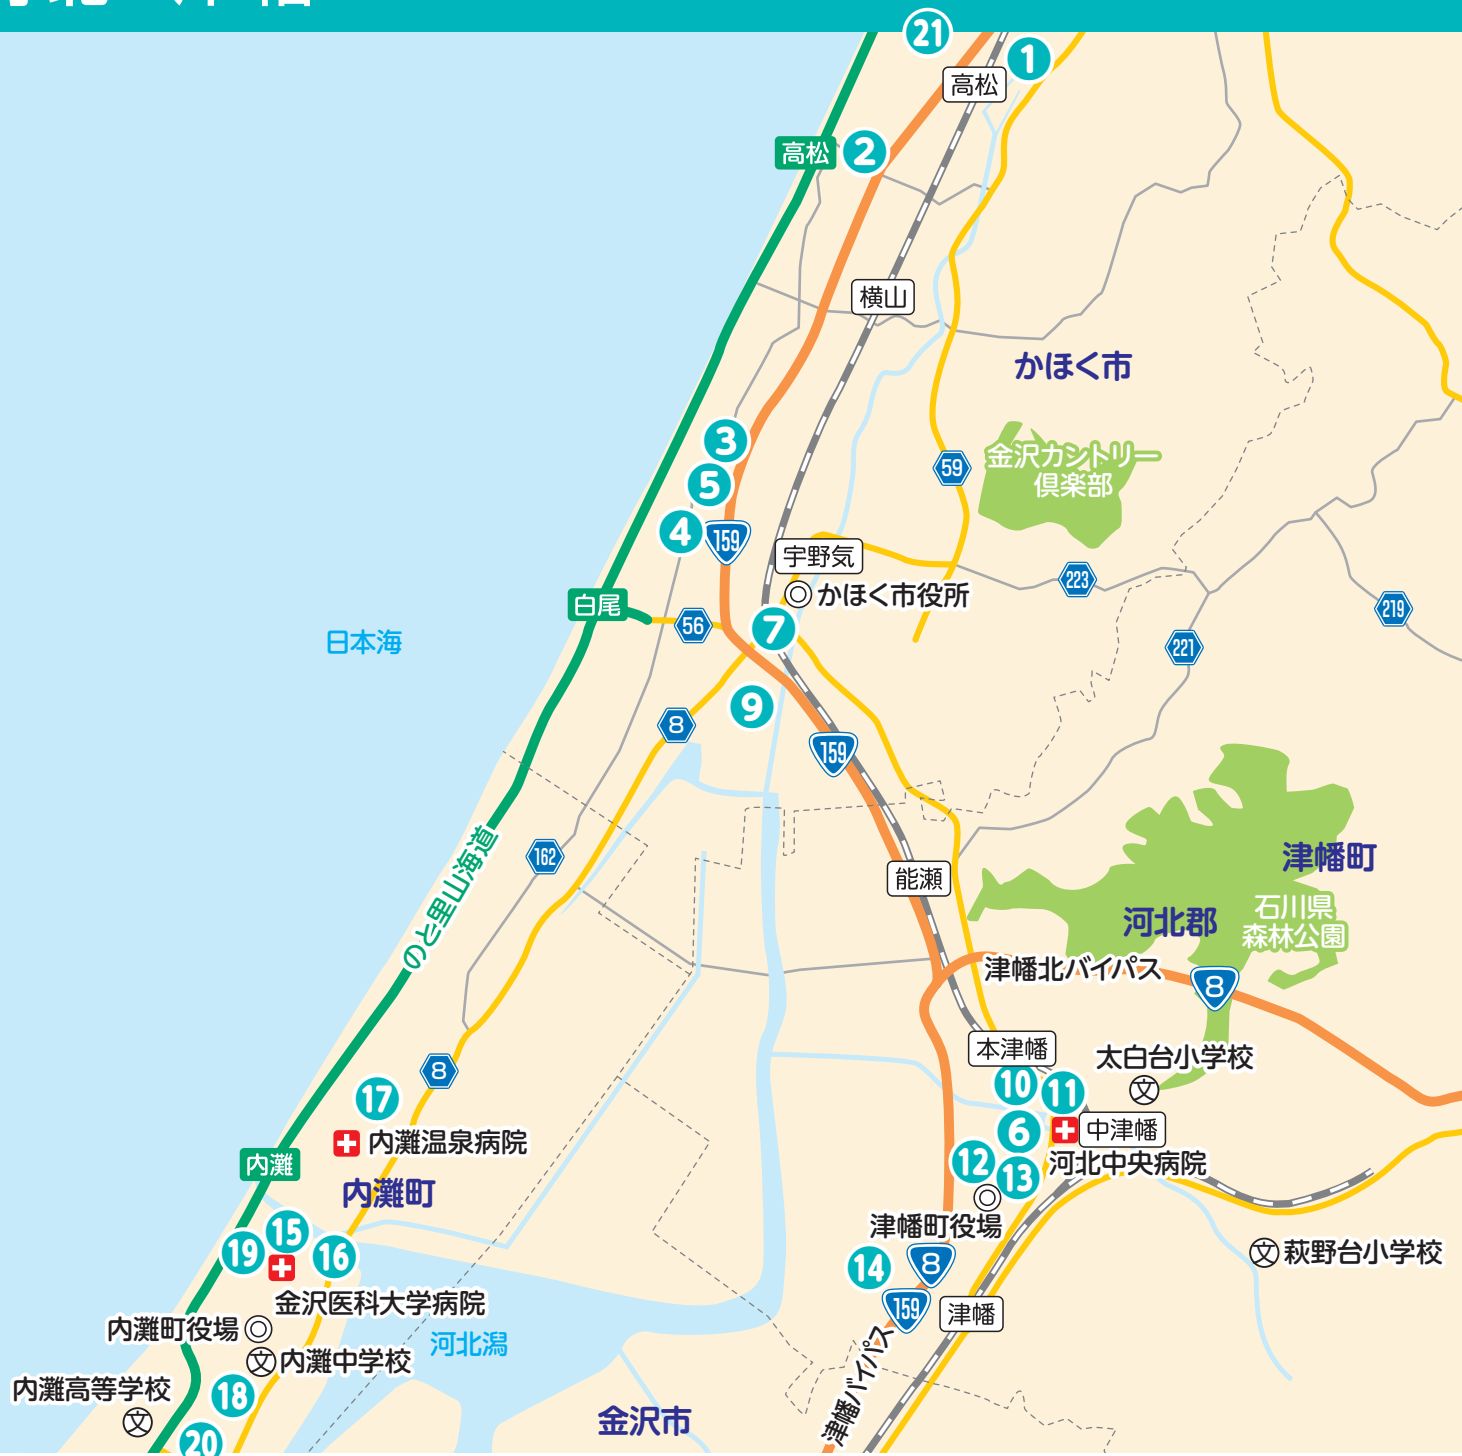 21
1
高松
高松
2
横山
かほく市
3
金沢カントリー
倶楽部
59
5
4
159
宇野気
223
かほく市役所
白尾
219
56
7
日本海
221
9
8
159
のと里山海道
162
津幡町
能瀬
石川県
森林公園
河北郡
津幡北バイパス
8
本津幡
太白台小学校
文
8
10
11
17
6
中津幡
内灘温泉病院
12
13
河北中央病院
内灘
内灘町
津幡町役場
15
19
16
14
8
文
萩野台小学校
金沢医科大学病院
159
津幡
内灘町役場
河北潟
文
内灘中学校
津幡バイパス
内灘高等学校
18
文
金沢市
20